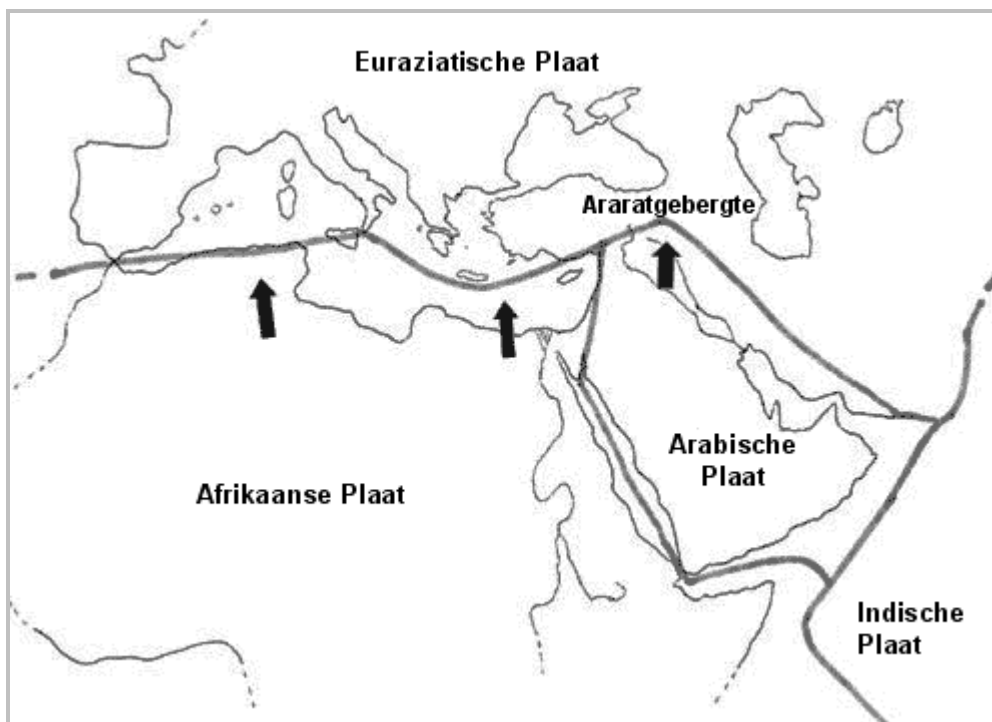 Euraziatische Plaat
Araratgebergte
Arabische
Plaat
Afrikaanse Plaat
Indische
Plaat